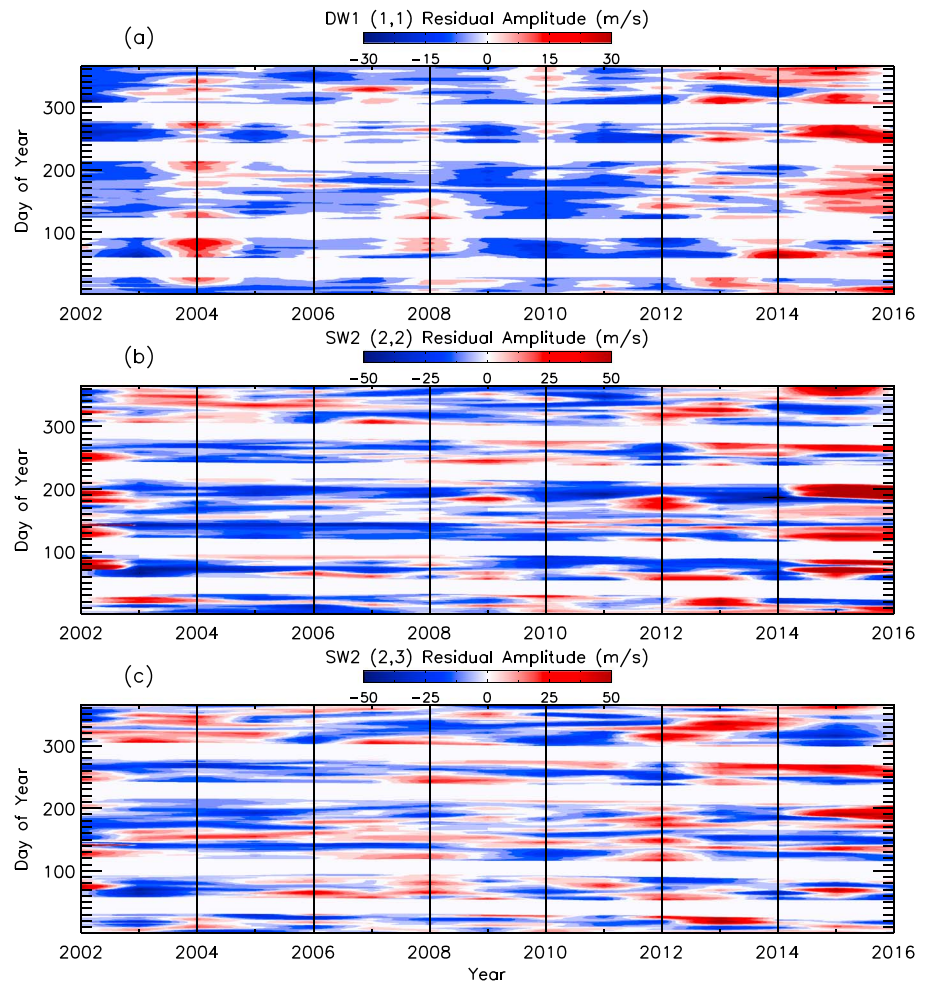 DW1 (1,1) Residual Amplitude (m/s)
(a)
-30 -15 0 15 30
300
200
100
Day of Year
2002 2004 2006 2008 2010 2012 2014 2016
SW2 (2,2) Residual Amplitude (m/s)
(b)
-50 -25 0 25 50
300
200
100
Day of Year
2002 2004 2006 2008 2010 2012 2014 2016
SW2 (2,3) Residual Amplitude (m/s)
(c)
-50 -25 0 25 50
300
200
100
Day of Year
2002 2004 2006 2008 2010 2012 2014 2016
Year